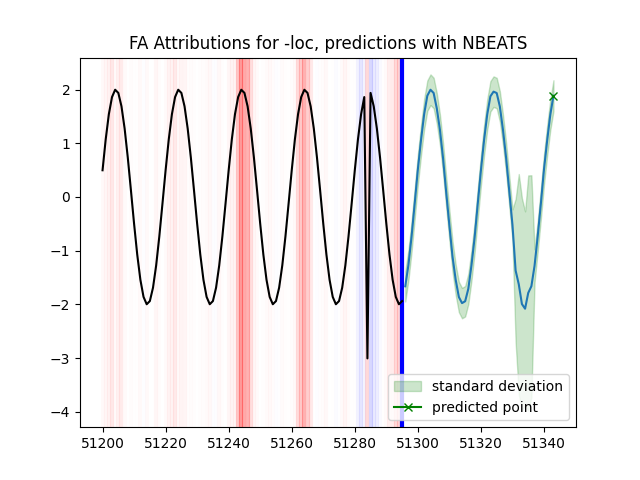 FA Attributions for -loc, predictions with NBEATS
2
1
0
−1
−2
−3
−4
standard deviation
predicted point
51200 51220 51240 51260 51280 51300 51320 51340